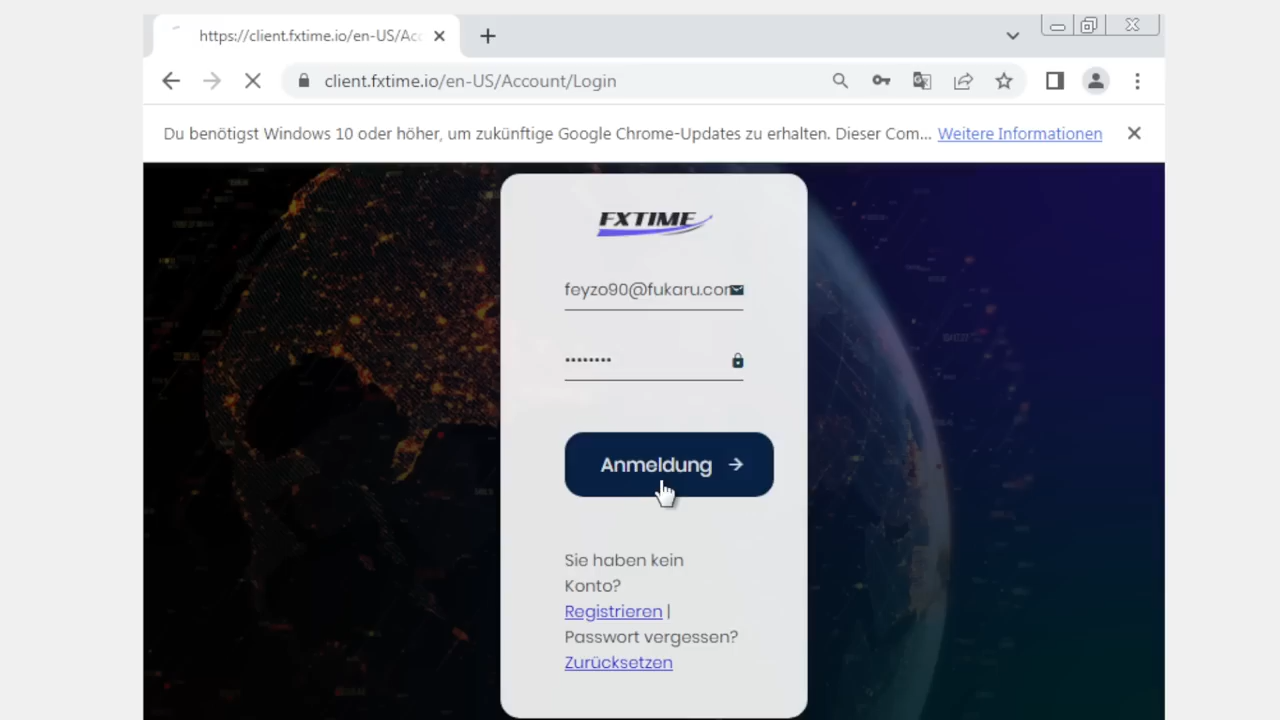 https://client.fxtime.io/en-US/Acc
client.fxtime.io/en-US/Account/Login
Du benötigst Windows 10 oder höher, um zukünftige Google Chrome-Updates zu erhalten. Dieser Com... Weitere Informationen
FXTIME
feyzo90@fukaru.com
••••••••
Anmeldung →
Sie haben kein
Konto?
Registrieren |
Passwort vergessen?
Zurücksetzen